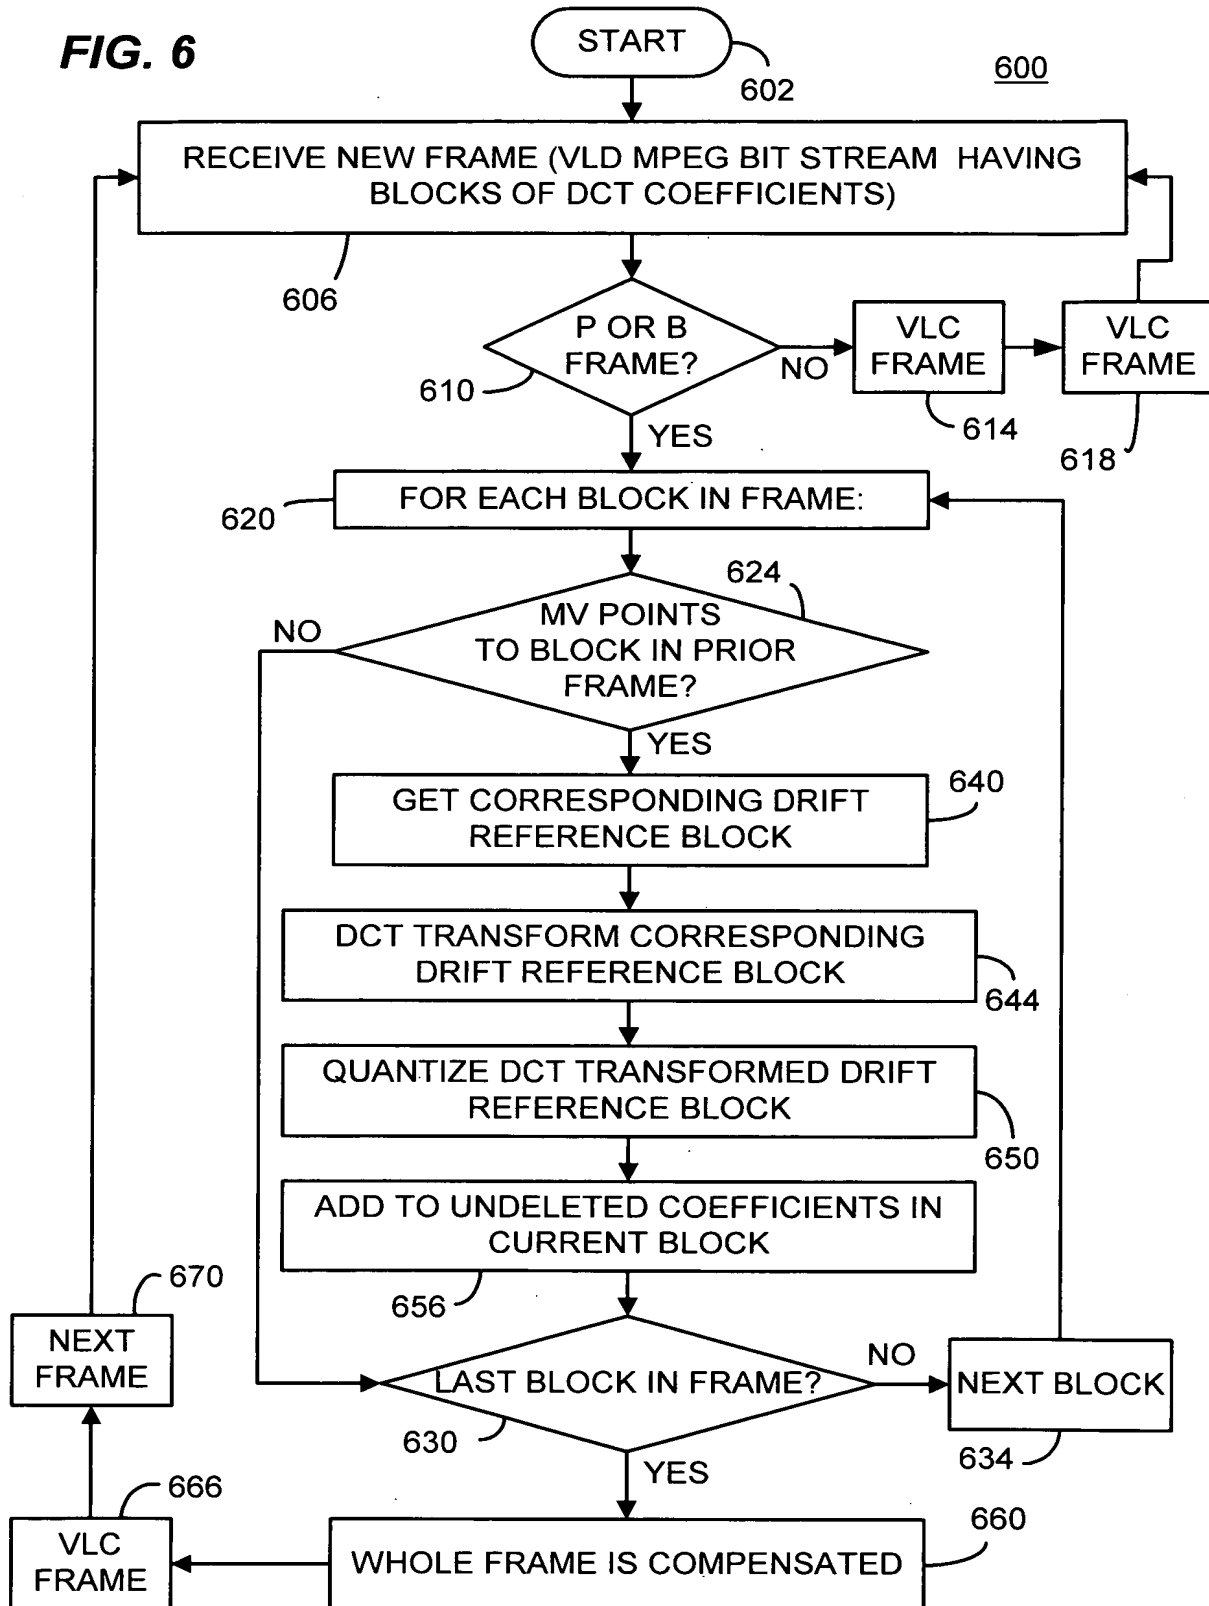 FIG. 6
START
602
600
RECEIVE NEW FRAME (VLD MPEG BIT STREAM HAVING
BLOCKS OF DCT COEFFICIENTS)
606
P OR B
FRAME?
610
NO
VLC
FRAME
614
VLC
FRAME
618
YES
FOR EACH BLOCK IN FRAME:
620
624
MV POINTS
TO BLOCK IN PRIOR
FRAME?
NO
YES
GET CORRESPONDING DRIFT
REFERENCE BLOCK
640
DCT TRANSFORM CORRESPONDING
DRIFT REFERENCE BLOCK
644
QUANTIZE DCT TRANSFORMED DRIFT
REFERENCE BLOCK
650
ADD TO UNDELETED COEFFICIENTS IN
CURRENT BLOCK
656
670
NEXT
FRAME
LAST BLOCK IN FRAME?
NO
NEXT BLOCK
630
634
YES
666
VLC
FRAME
660
WHOLE FRAME IS COMPENSATED